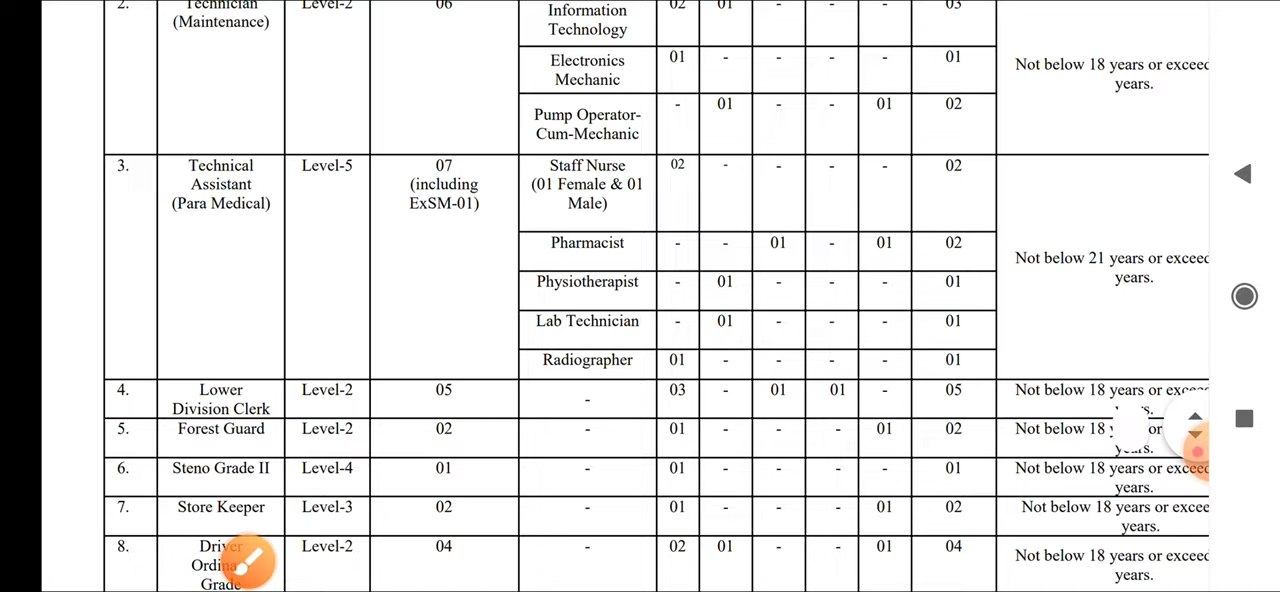 2. Technician Level-2 06 Information 02 01 - - - 03
(Maintenance) Technology
Electronics 01 - - - - 01
Mechanic
Not below 18 years or exceed
years.
Pump Operator- - 01 - - 01 02
Cum-Mechanic
3. Technical Level-5 07 Staff Nurse 02 - - - - 02
Assistant (including (01 Female & 01
(Para Medical) ExSM-01) Male)
Pharmacist - - 01 - 01 02
Not below 21 years or exceed
years.
Physiotherapist - 01 - - - 01
Lab Technician - 01 - - - 01
Radiographer 01 - - - - 01
4. Lower Level-2 05 - 03 - 01 01 - 05 Not below 18 years or
Division Clerk
5. Forest Guard Level-2 02 - 01 - - - 01 02 Not below 18
6. Steno Grade II Level-4 01 - 01 - - - - 01 Not below 18 years or exceed
years.
7. Store Keeper Level-3 02 - 01 - - - 01 02 Not below 18 years or excee
years.
8. Driver Level-2 04 - 02 01 - - 01 04 Not below 18 years or exceed
years.
Grade